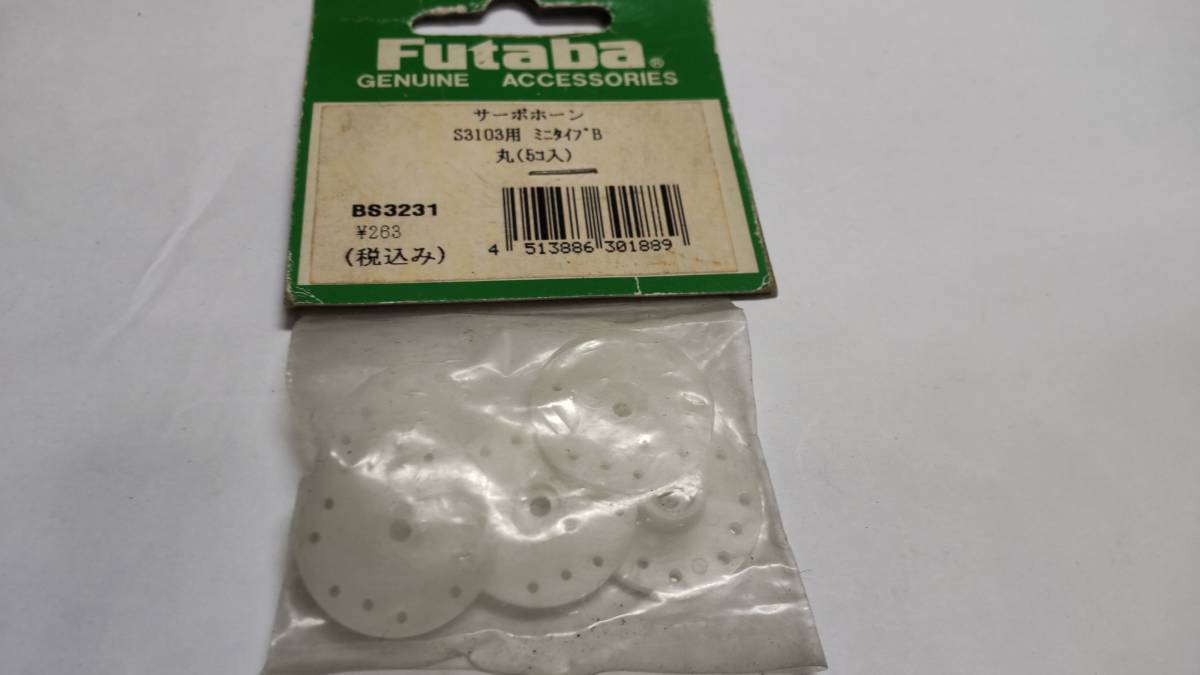 Futaba®
GENUINE ACCESSORIES
サーボホーン
S3103用 ﾐﾆﾀｲﾌﾟB
丸(5ｺ入)
BS3231
¥263
(税込み)
4 513886 301889